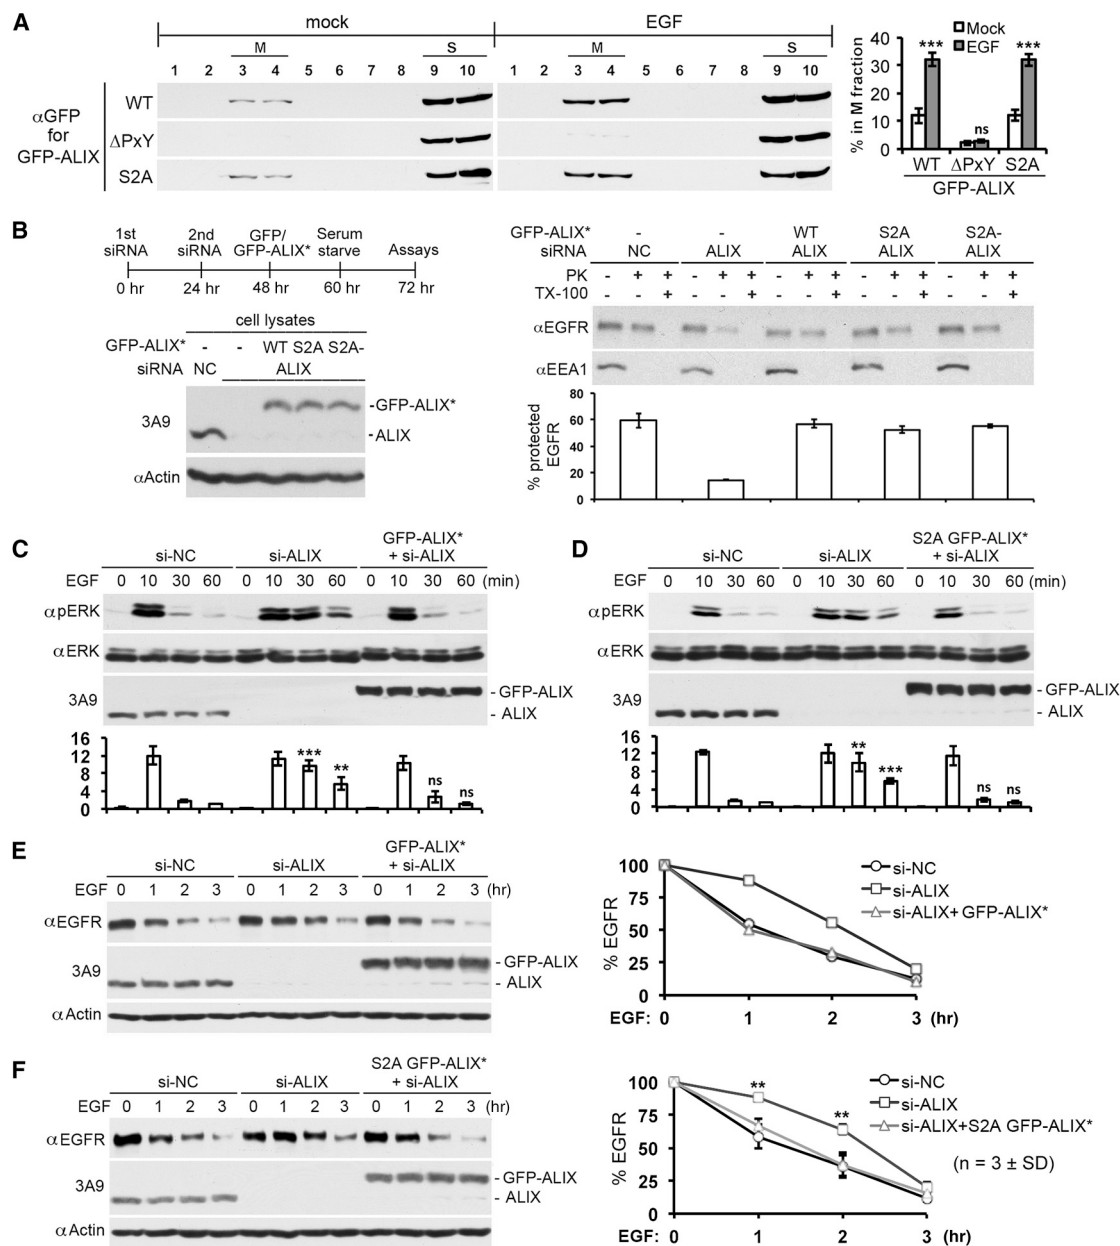 A
mock
EGF
M
S
M
S
1 2 3 4 5 6 7 8 9 10
1 2 3 4 5 6 7 8 9 10
αGFP
for
GFP-ALIX
WT
ΔPxY
S2A
% in M fraction
40
30
20
10
0
Mock
EGF
***
ns
***
WT ΔPxY S2A
GFP-ALIX
B
1st
siRNA
2nd
siRNA
GFP/
GFP-ALIX*
Serum
starve
Assays
0 hr 24 hr 48 hr 60 hr 72 hr
cell lysates
GFP-ALIX* - - WT S2A S2A-
siRNA NC ALIX
3A9
-GFP-ALIX*
-ALIX
αActin
GFP-ALIX* - - WT S2A S2A-
siRNA NC ALIX ALIX ALIX ALIX
PK - + + - + + - + + - + + - + +
TX-100 - - + - - + - - + - - + - - +
αEGFR
αEEA1
% protected
EGFR
80
60
40
20
0
C
si-NC
si-ALIX
GFP-ALIX*
+ si-ALIX
EGF 0 10 30 60 0 10 30 60 0 10 30 60 (min)
αpERK
αERK
3A9
- GFP-ALIX
- ALIX
16
12
8
4
0
*** ** ns ns
D
si-NC
si-ALIX
S2A GFP-ALIX*
+ si-ALIX
EGF 0 10 30 60 0 10 30 60 0 10 30 60 (min)
αpERK
αERK
3A9
- GFP-ALIX
- ALIX
16
12
8
4
0
** *** ns ns
E
si-NC
si-ALIX
GFP-ALIX*
+ si-ALIX
EGF 0 1 2 3 0 1 2 3 0 1 2 3 (hr)
αEGFR
3A9
- GFP-ALIX
- ALIX
αActin
% EGFR
100
75
50
25
0
si-NC
si-ALIX
si-ALIX+ GFP-ALIX*
EGF: 0 1 2 3 (hr)
F
si-NC
si-ALIX
S2A GFP-ALIX*
+ si-ALIX
EGF 0 1 2 3 0 1 2 3 0 1 2 3 (hr)
αEGFR
3A9
- GFP-ALIX
- ALIX
αActin
% EGFR
100
75
50
25
0
**
**
si-NC
si-ALIX
si-ALIX+S2A GFP-ALIX*
(n = 3 ± SD)
EGF: 0 1 2 3 (hr)